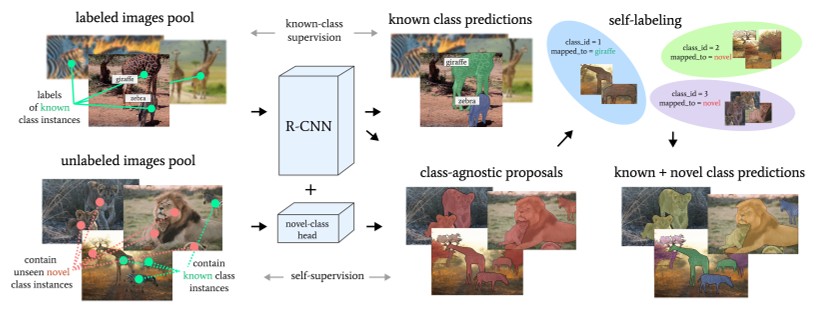 labeled images pool
giraffe
zebra
labels
of known
class instances
known-class
supervision
R-CNN
+
novel-class
head
self-supervision
unlabeled images pool
contain
unseen novel
class instances
contain
known class
instances
known class predictions
giraffe
zebra
class-agnostic proposals
self-labeling
class_id = 1
mapped_to = giraffe
class_id = 2
mapped_to = novel
class_id = 3
mapped_to = novel
known + novel class predictions